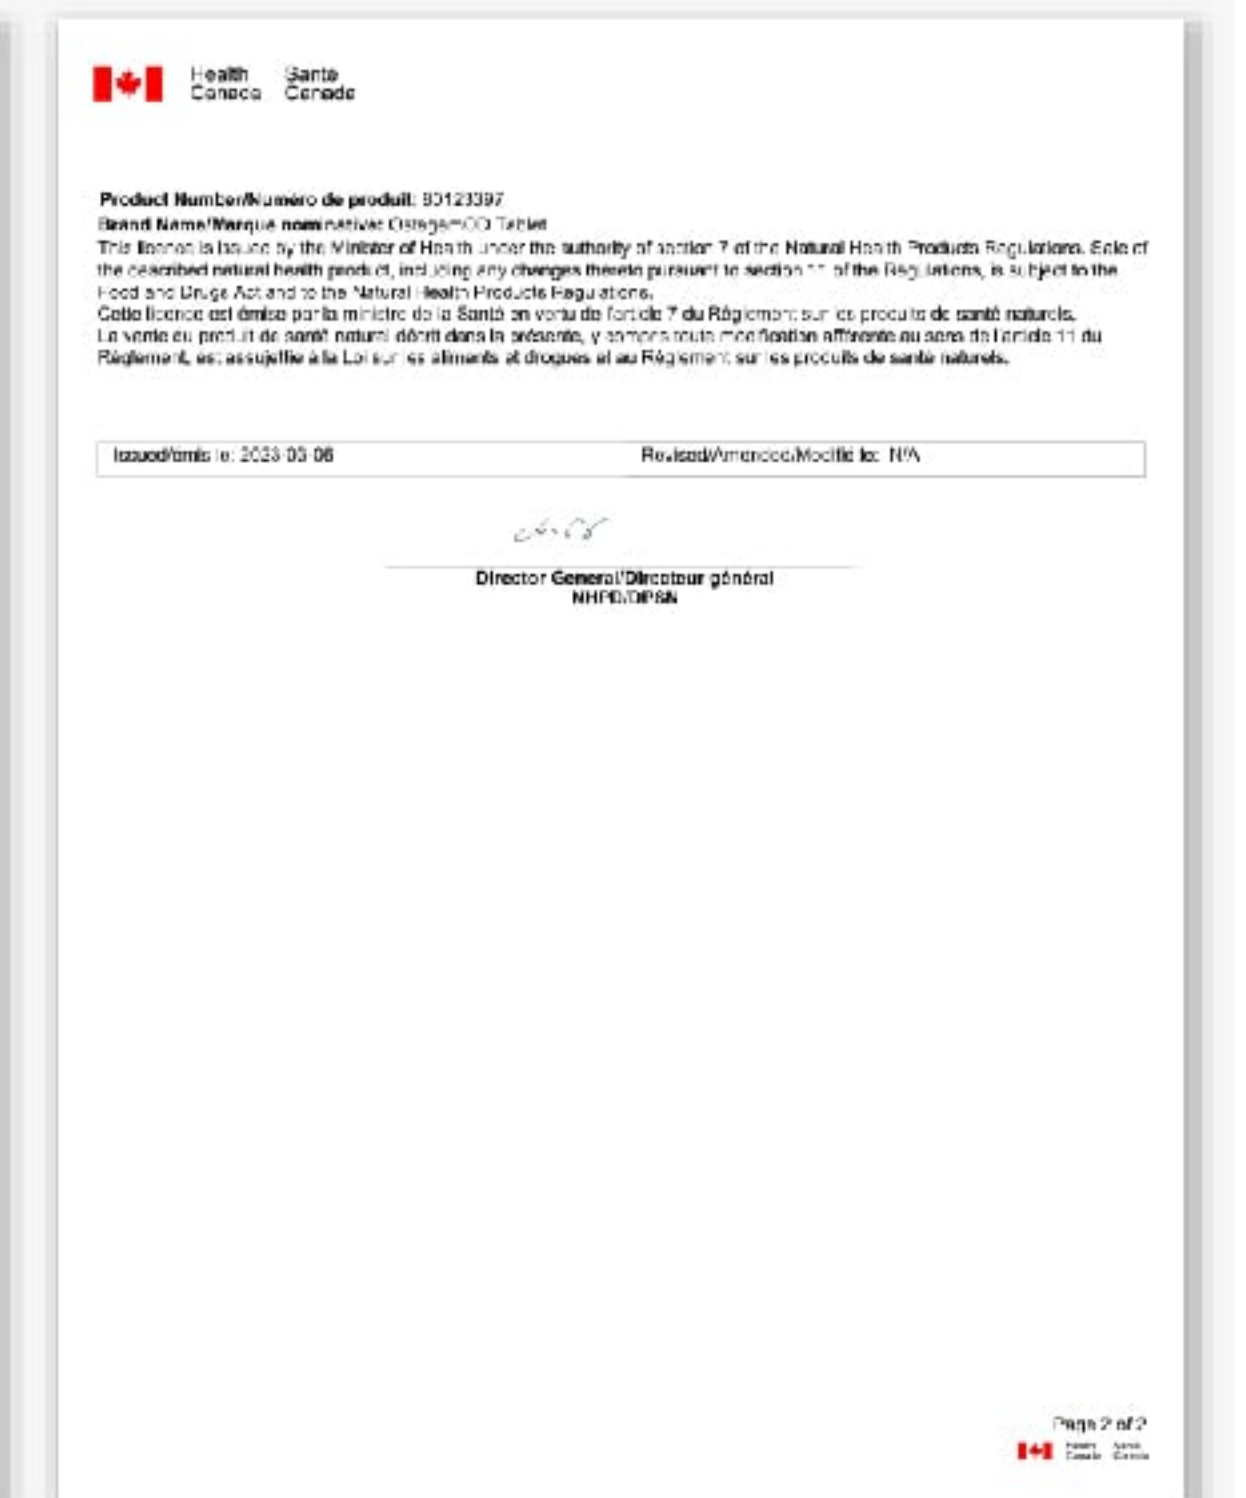 Health Santé
Canada Canada
Product Number/Numéro de produit: 80123397
Brand Name/Marque nominative: Tablet
This licence is issued by the Minister of Health under the authority of section 7 of the Natural Health Products Regulations. Sale of
the described natural health product, including any changes thereto pursuant to section 11 of the Regulations, is subject to the
Food and Drugs Act and to the Natural Health Products Regulations.
Cette licence est émise par la ministre de la Santé en vertu de l'article 7 du Règlement sur les produits de santé naturels.
La vente du produit de santé naturel décrit dans la présente, y compris toute modification afférente au sens de l'article 11 du
Règlement, est assujettie à la Loi sur les aliments et drogues et au Règlement sur les produits de santé naturels.
Issued/émis le: 2023-03-06 Revised/Amended/Modifié le: N/A
Director General/Directeur général
NHPD/DPSN
Page 2 of 2
Health Santé
Canada Canada